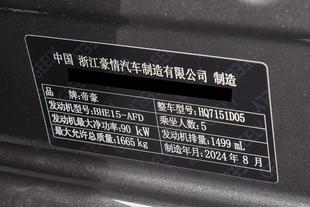 中国 浙江豪情汽车制造有限公司 制造
品 牌:帝豪 整车型号:HQ7151D05
发动机型号:BHE15-AFD 乘坐人数:5
发动机最大净功率:90 kW 发动机排量:1499 mL
最大允许总质量:1665 kg 制造年月:2024 年 8 月